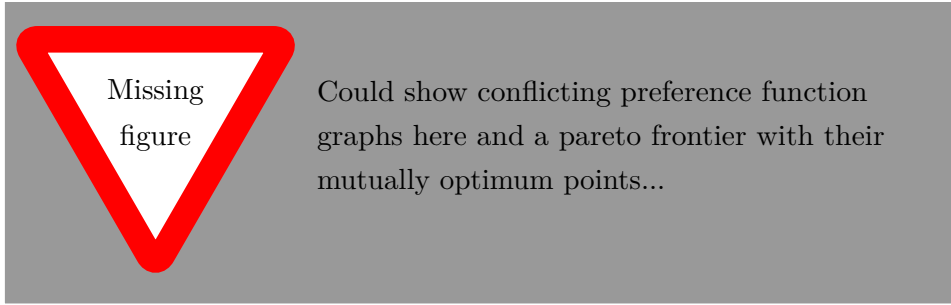 Missing
figure
Could show conflicting preference function
graphs here and a pareto frontier with their
mutually optimum points...